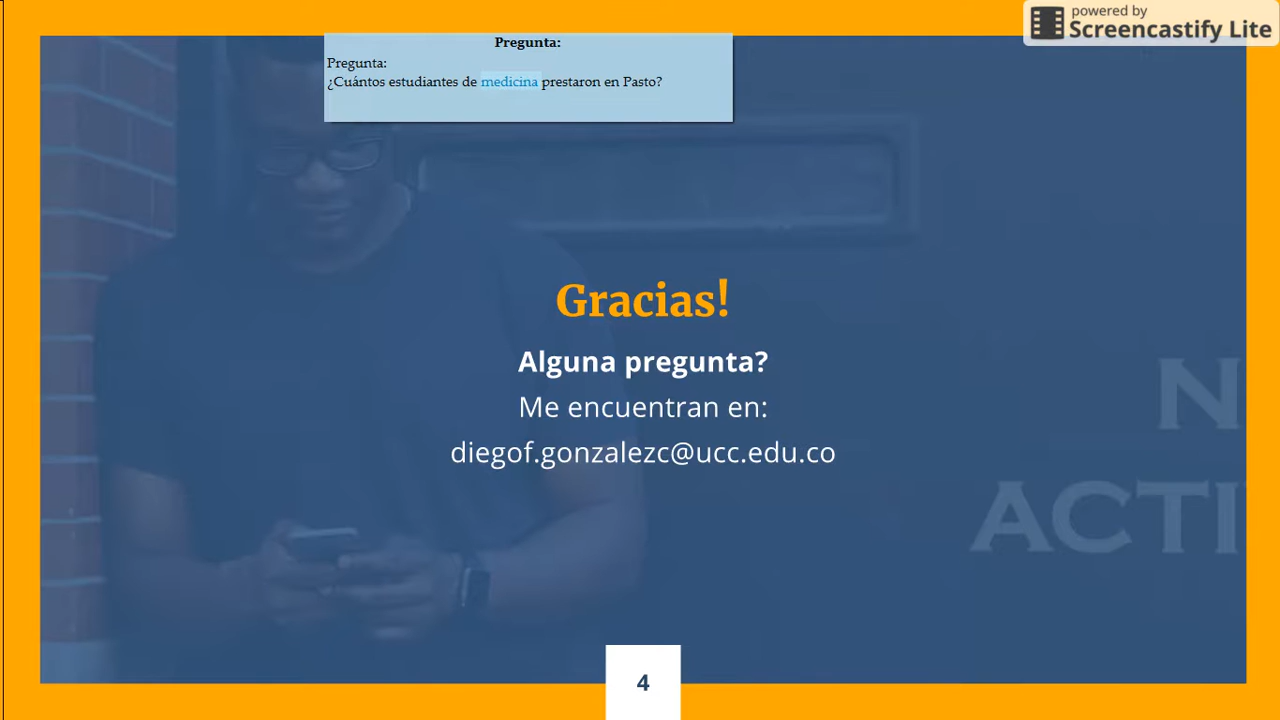 powered by
Screencastify Lite
Pregunta:
Pregunta:
¿Cuántos estudiantes de medicina prestaron en Pasto?
Gracias!
Alguna pregunta?
Me encuentran en:
diegof.gonzalezc@ucc.edu.co
N
ACTI
4